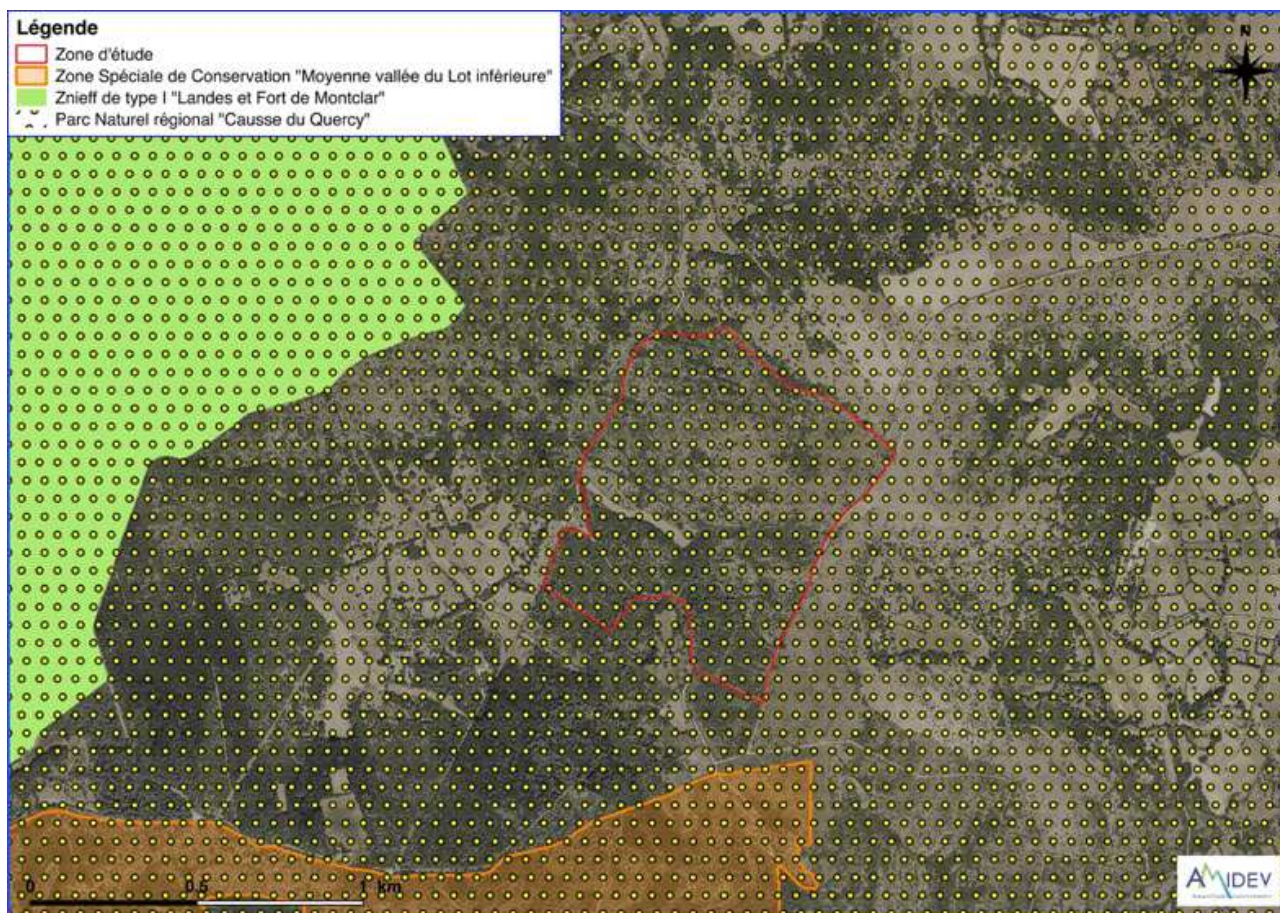 Légende
Zone d'étude
Zone Spéciale de Conservation "Moyenne vallée du Lot inférieure"
Znieff de type I "Landes et Fort de Montclar"
Parc Naturel régional "Causse du Quercy"
N
0 0.5 1 km
AMIDEV